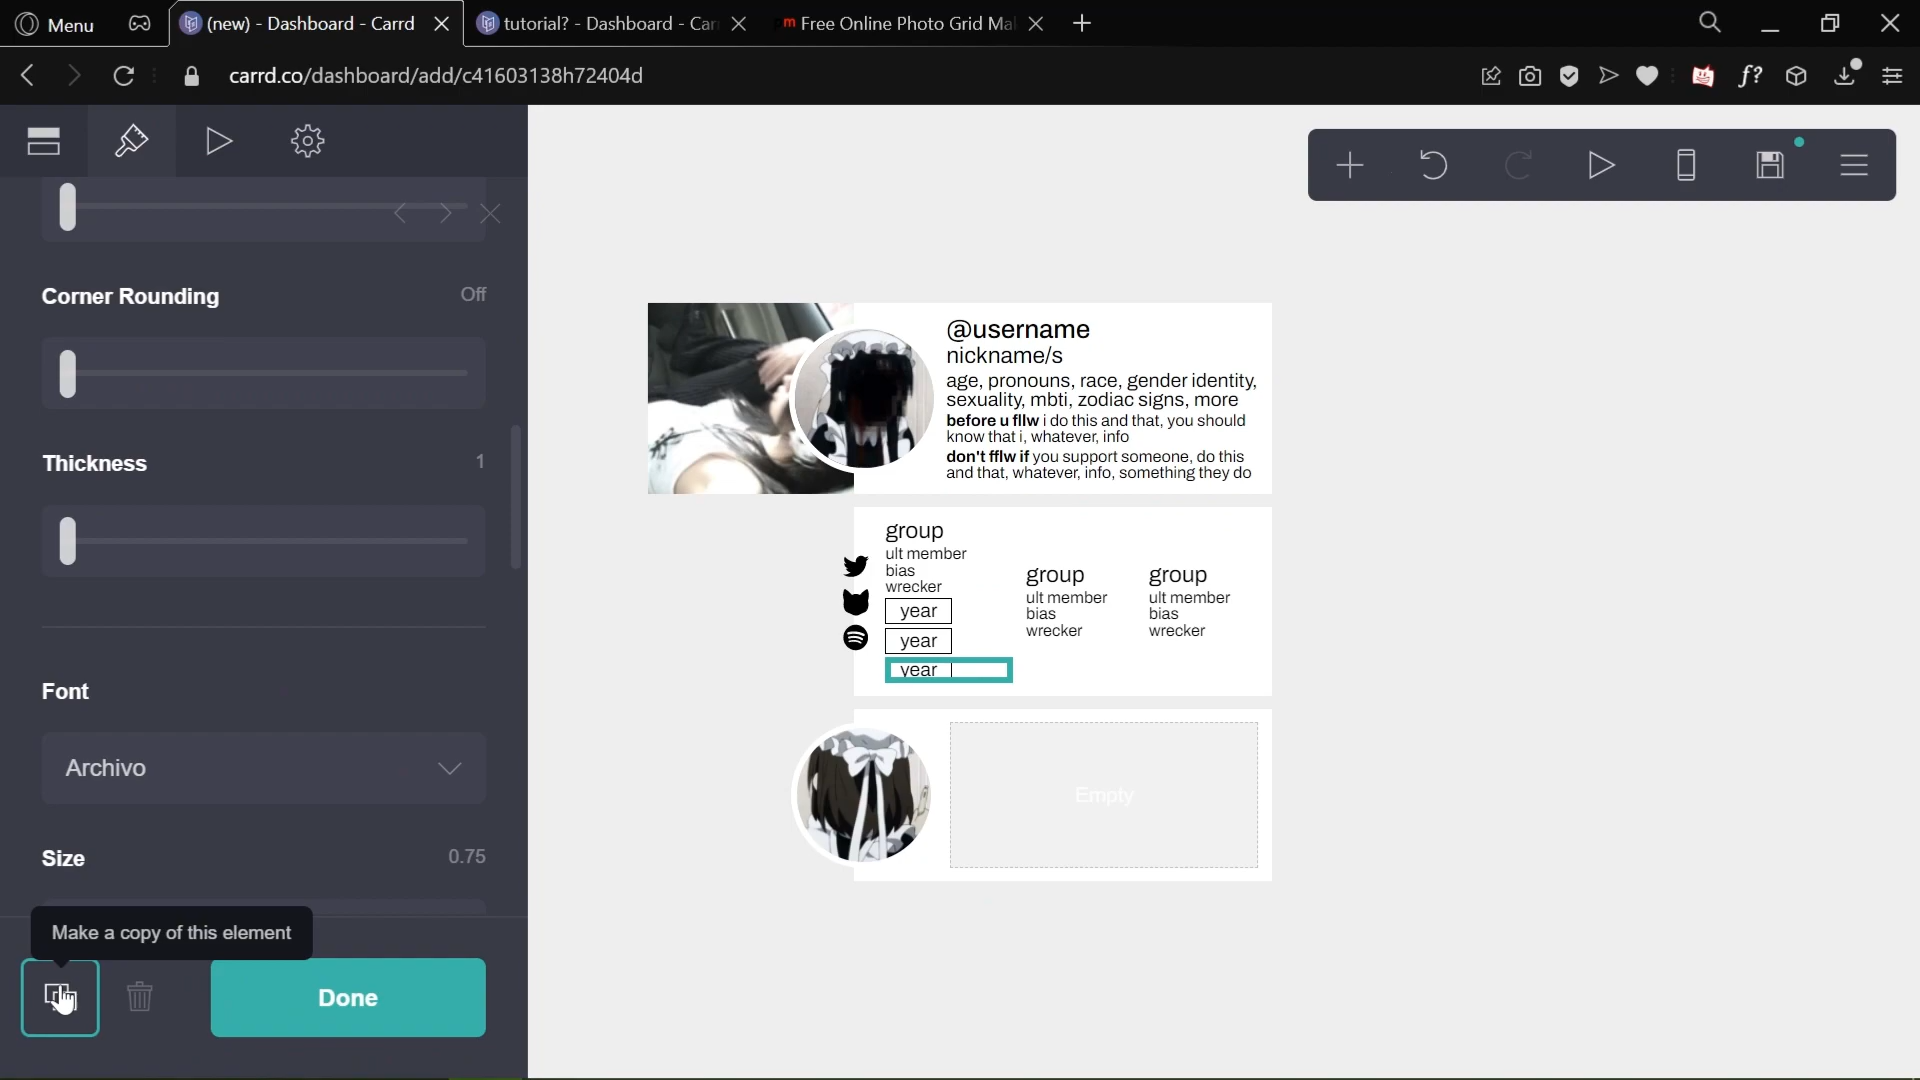 Menu
(new) - Dashboard - Carrd
tutorial? - Dashboard - Car
m Free Online Photo Grid Mal
carrd.co/dashboard/add/c41603138h72404d
Corner Rounding
Off
Thickness
1
Font
Archivo
Size
0.75
Make a copy of this element
Done
@username
nickname/s
age, pronouns, race, gender identity,
sexuality, mbti, zodiac signs, more
before u fllw i do this and that, you should
know that i, whatever, info
don't fflw if you support someone, do this
and that, whatever, info, something they do
group
ult member
bias
wrecker
year
year
year
group
ult member
bias
wrecker
group
ult member
bias
wrecker
Empty